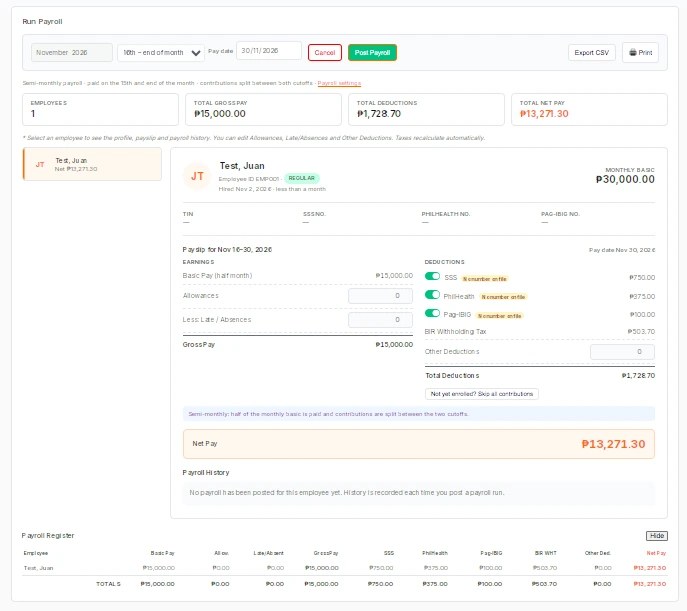 Run Payroll
November 2026
16th – end of month
Pay date
30/11/2026
Cancel
Post Payroll
Export CSV
Print
Semi-monthly payroll · paid on the 15th and end of the month · contributions split between both cutoffs · Payroll settings
EMPLOYEES
1
TOTAL GROSS PAY
₱15,000.00
TOTAL DEDUCTIONS
₱1,728.70
TOTAL NET PAY
₱13,271.30
* Select an employee to see the profile, payslip and payroll history. You can edit Allowances, Late/Absences and Other Deductions. Taxes recalculate automatically.
JT
Test, Juan
Net ₱13,271.30
JT
Test, Juan
Employee ID EMP001 REGULAR
Hired Nov 2, 2026 · less than a month
MONTHLY BASIC
₱30,000.00
TIN
—
SSS NO.
—
PHILHEALTH NO.
—
PAG-IBIG NO.
—
Payslip for Nov 16–30, 2026
Pay date Nov 30, 2026
EARNINGS
Basic Pay (half month) ₱15,000.00
Allowances 0
Less: Late / Absences 0
Gross Pay ₱15,000.00
DEDUCTIONS
SSS No number on file ₱750.00
PhilHealth No number on file ₱375.00
Pag-IBIG No number on file ₱100.00
BIR Withholding Tax ₱503.70
Other Deductions 0
Total Deductions ₱1,728.70
Not yet enrolled? Skip all contributions
Semi-monthly: half of the monthly basic is paid and contributions are split between the two cutoffs.
Net Pay ₱13,271.30
Payroll History
No payroll has been posted for this employee yet. History is recorded each time you post a payroll run.
Payroll Register
Hide
Employee Basic Pay Allow. Late/Absent Gross Pay SSS PhilHealth Pag-IBIG BIR WHT Other Ded. Net Pay
Test, Juan ₱15,000.00 ₱0.00 ₱0.00 ₱15,000.00 ₱750.00 ₱375.00 ₱100.00 ₱503.70 ₱0.00 ₱13,271.30
TOTALS ₱15,000.00 ₱0.00 ₱0.00 ₱15,000.00 ₱750.00 ₱375.00 ₱100.00 ₱503.70 ₱0.00 ₱13,271.30